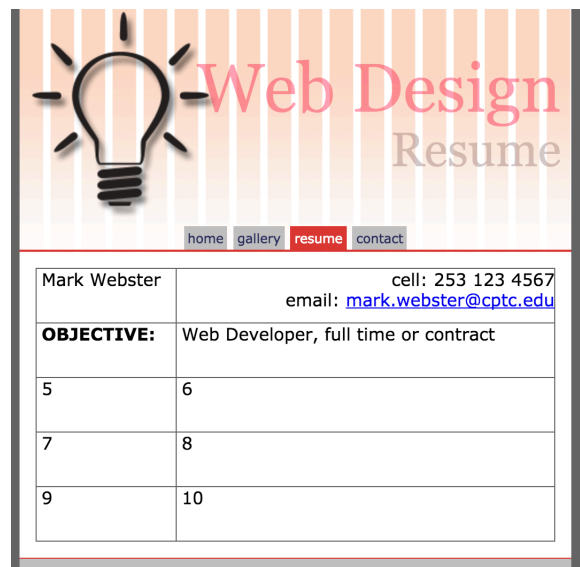 Web Design
Resume
home gallery resume contact
Mark Webster cell: 253 123 4567
email: mark.webster@cptc.edu
OBJECTIVE: Web Developer, full time or contract
5 6
7 8
9 10